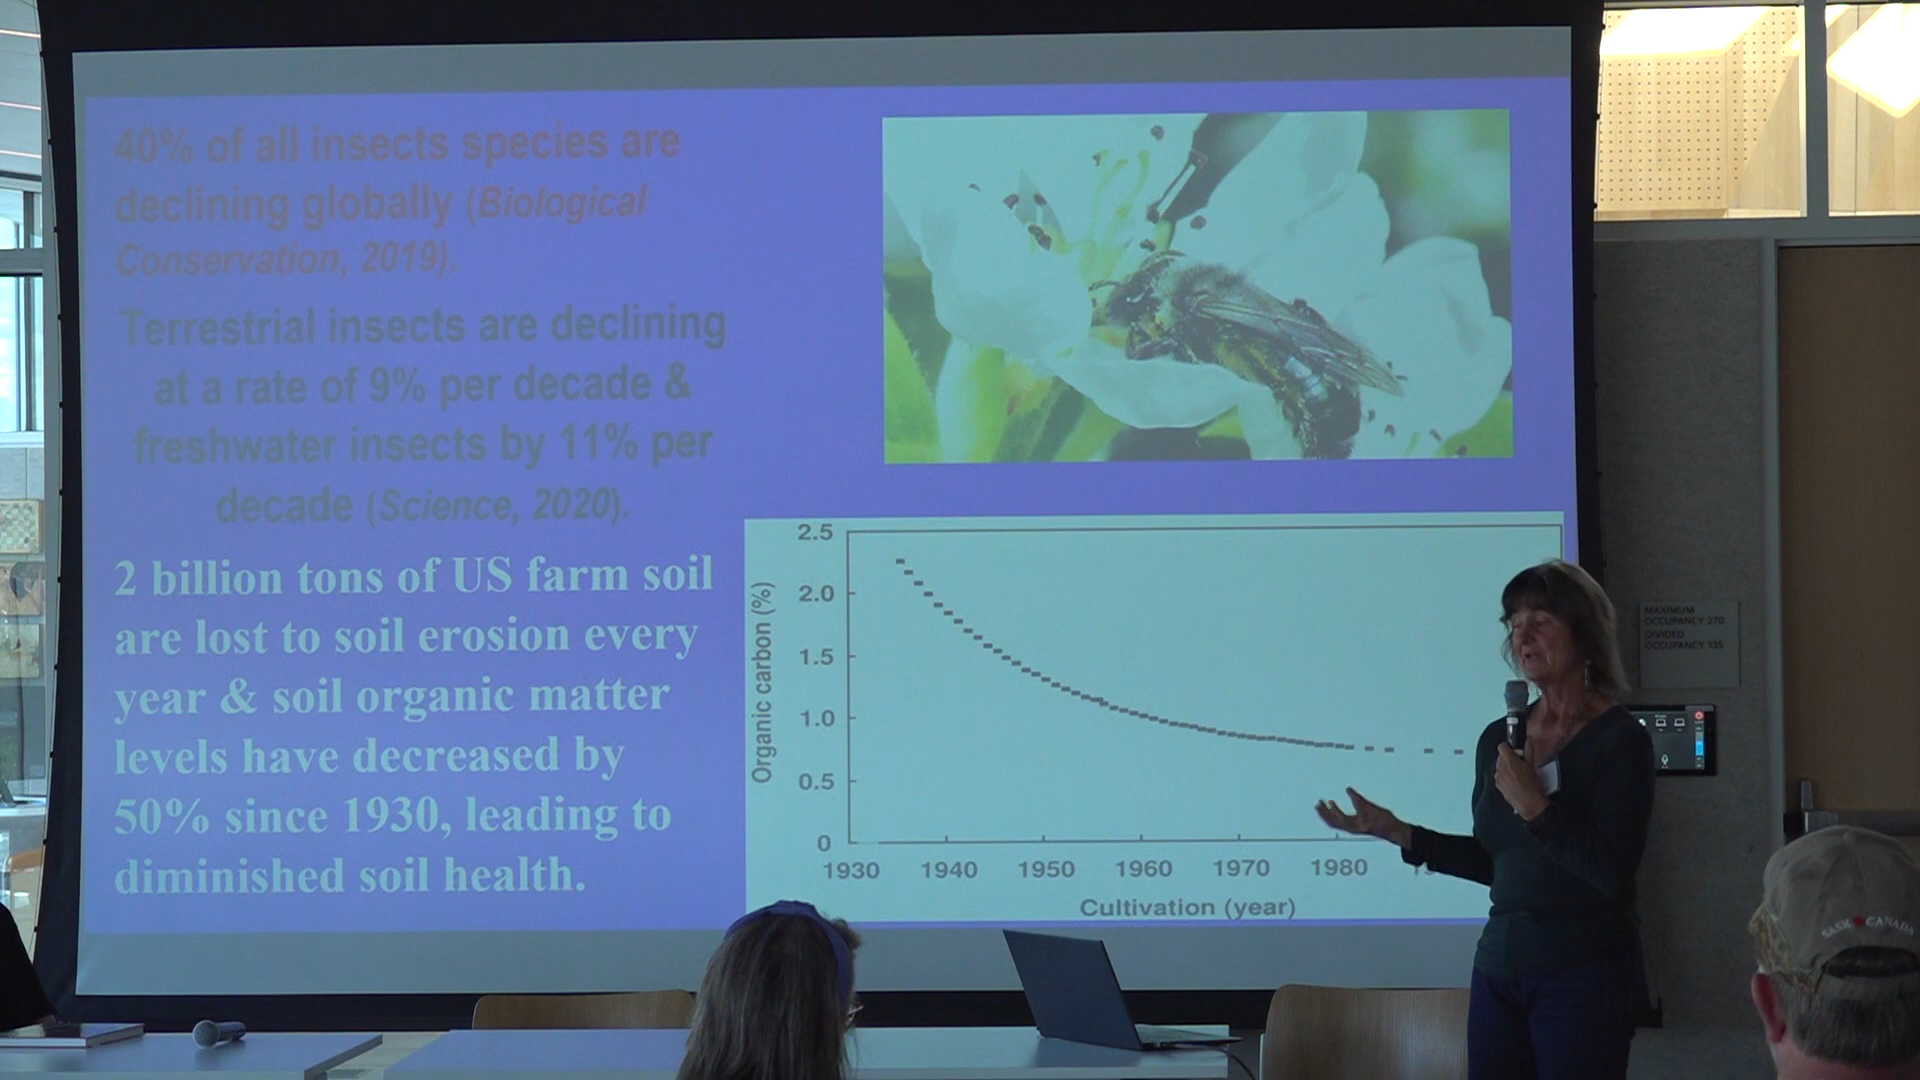 40% of all insects species are
declining globally (Biological
Conservation, 2019).
Terrestrial insects are declining
at a rate of 9% per decade &
freshwater insects by 11% per
decade (Science, 2020).
2 billion tons of US farm soil
are lost to soil erosion every
year & soil organic matter
levels have decreased by
50% since 1930, leading to
diminished soil health.
Organic carbon (%)
2.5
2.0
1.5
1.0
0.5
0
1930 1940 1950 1960 1970 1980
Cultivation (year)
MAXIMUM
OCCUPANCY 270
DIVIDED
OCCUPANCY 135
SASK CANADA